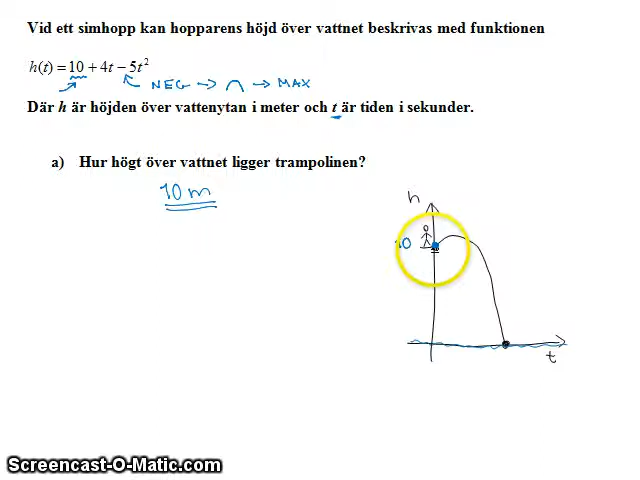 Vid ett simhopp kan hopparens höjd över vattnet beskrivas med funktionen
h(t) = 10 + 4t − 5t²
NEG → ∩ → MAX
Där h är höjden över vattenytan i meter och t är tiden i sekunder.
a) Hur högt över vattnet ligger trampolinen?
10 m
h
10
t
Screencast-O-Matic.com